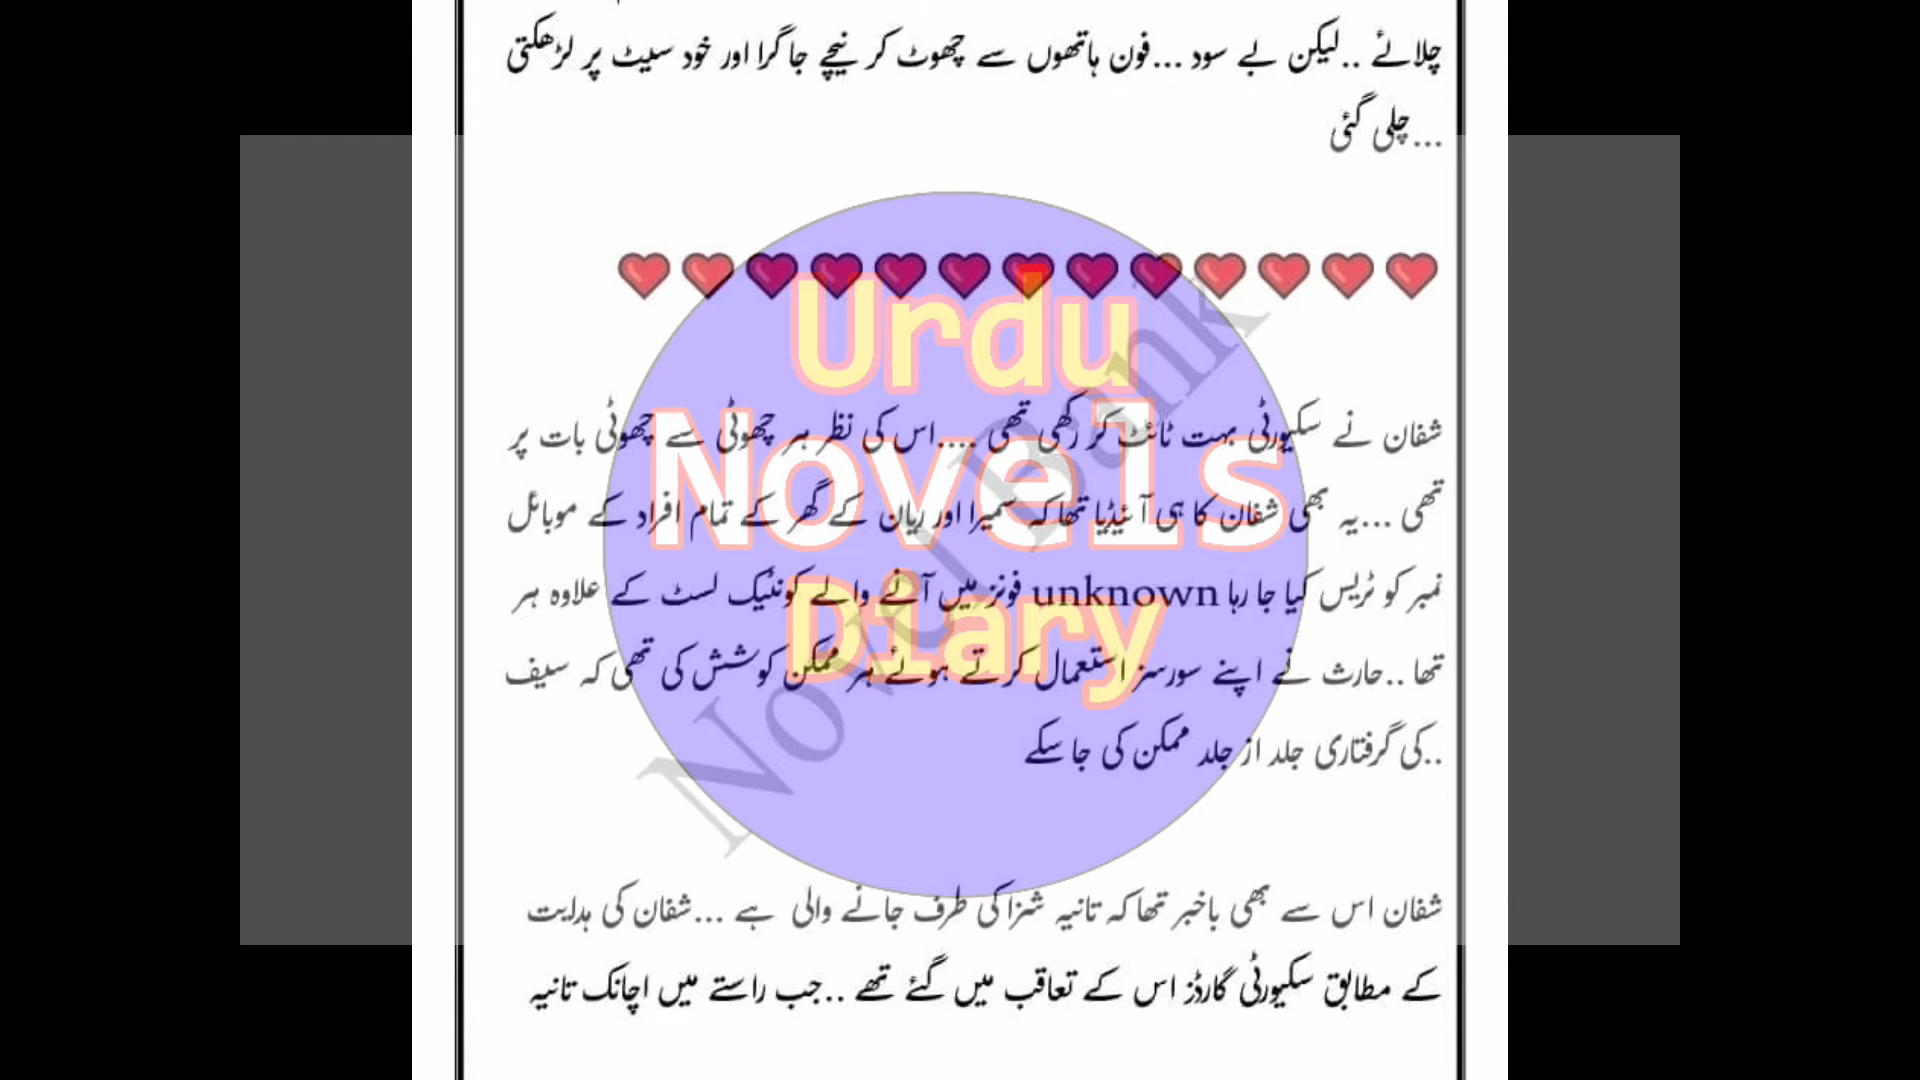 چلائے ..لیکن بے سود ...فون ہاتھوں سے چھوٹ کر نیچے جا گرا اور خود سیٹ پر لڑھکتی
...چلی گئی
Urdu
Novels
Diary
Novel Bank
شفان نے سکیورٹی بہت ٹائٹ کر رکھی تھی ....اس کی نظر ہر چھوٹی سے چھوٹی بات پر
تھی ...یہ بھی شفان کا ہی آئیڈیا تھا کہ سمیرا اور ریان کے گھر کے تمام افراد کے موبائل
فونز میں آنے والے کونٹیک لسٹ کے علاوہ ہر unknown نمبر کو ٹریس کیا جا رہا
تھا ..حارث نے اپنے سورسز استعمال کرتے ہوئے ہر ممکن کوشش کی تھی کہ سیف
..کی گرفتاری جلد از جلد ممکن کی جا سکے
شفان اس سے بھی باخبر تھا کہ تانیہ شزا کی طرف جانے والی ہے ...شفان کی ہدایت
کے مطابق سکیورٹی گارڈز اس کے تعاقب میں گئے تھے ..جب راستے میں اچانک تانیہ